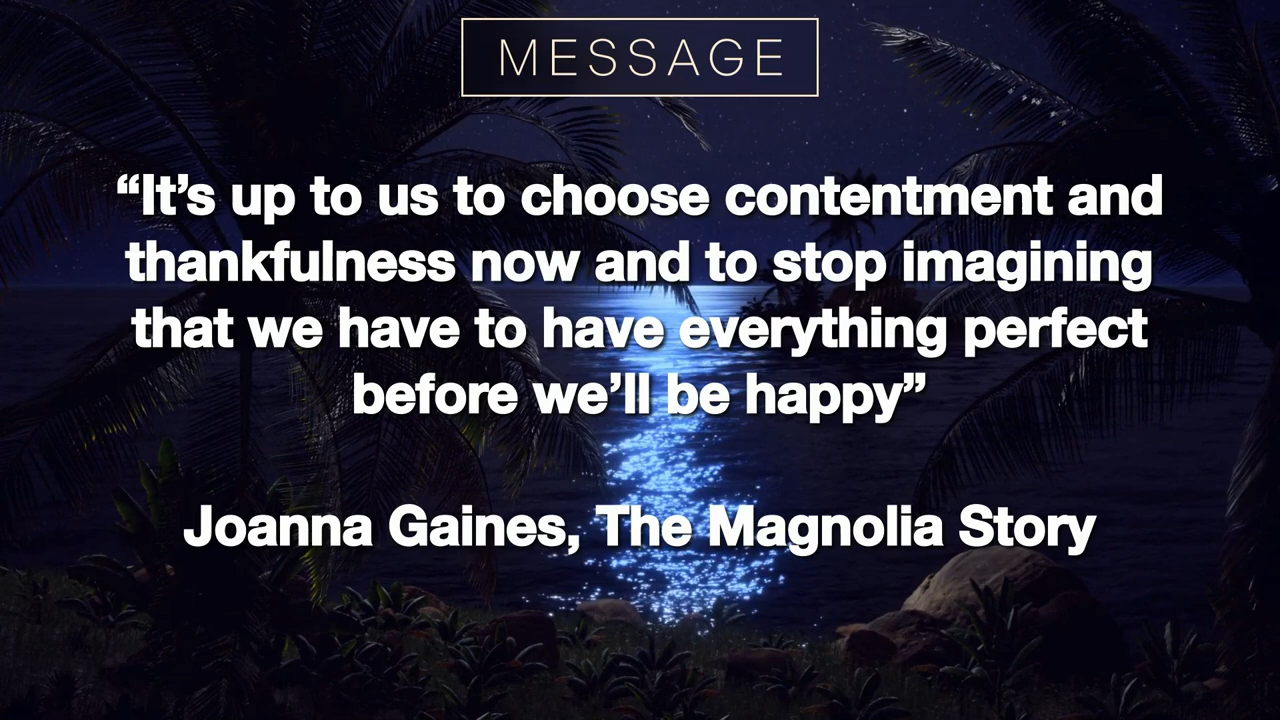 MESSAGE
“It’s up to us to choose contentment and
thankfulness now and to stop imagining
that we have to have everything perfect
before we’ll be happy”
Joanna Gaines, The Magnolia Story